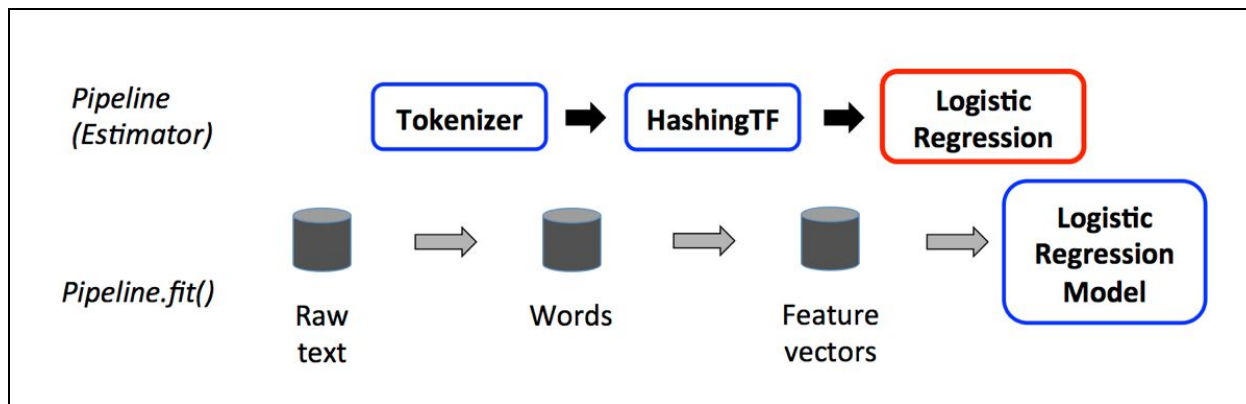 Pipeline
(Estimator)
Tokenizer
HashingTF
Logistic
Regression
Pipeline.fit()
Raw
text
Words
Feature
vectors
Logistic
Regression
Model